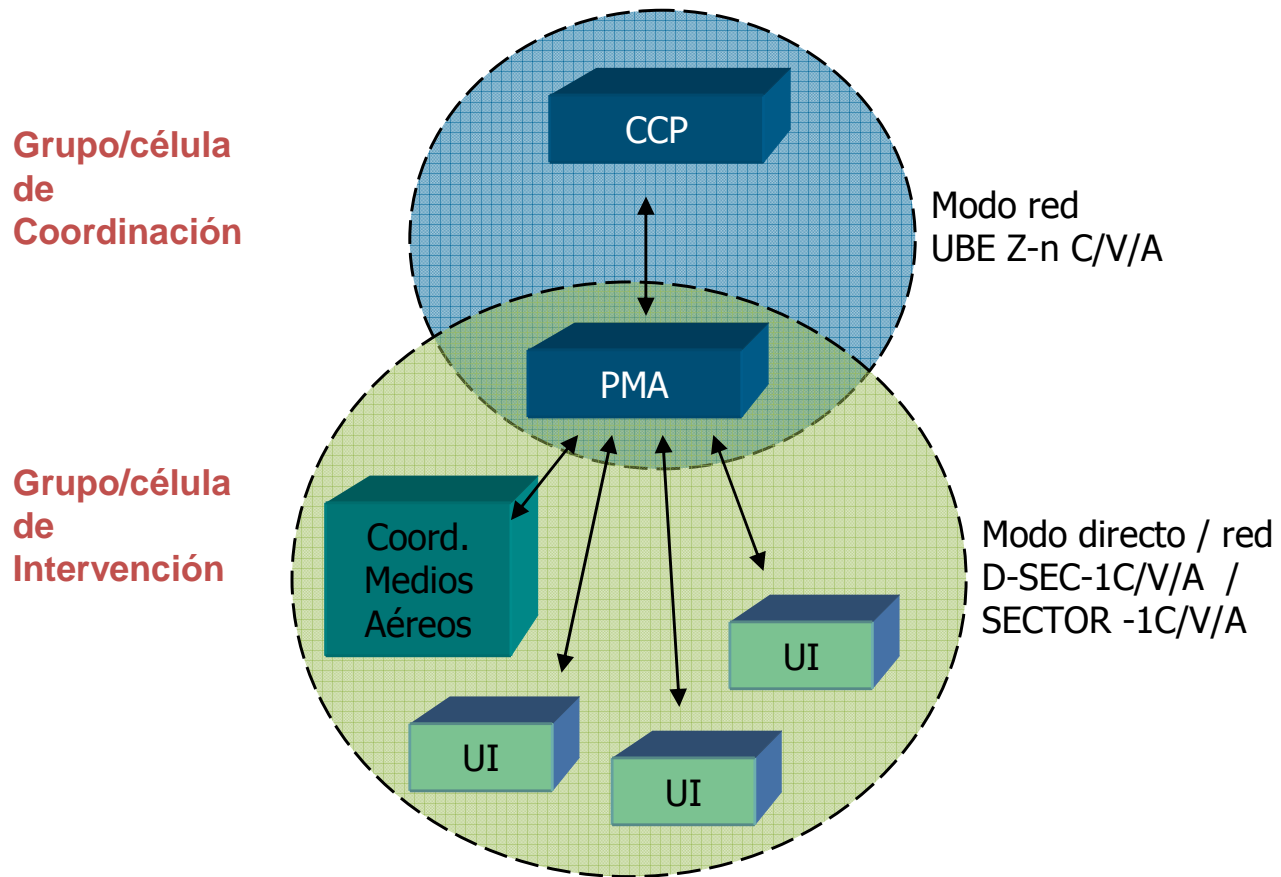 CCP
Grupo/célula
de
Coordinación
Modo red
UBE Z-n C/V/A
PMA
Grupo/célula
de
Intervención
Coord.
Medios
Aéreos
Modo directo / red
D-SEC-1C/V/A /
SECTOR -1C/V/A
UI
UI
UI